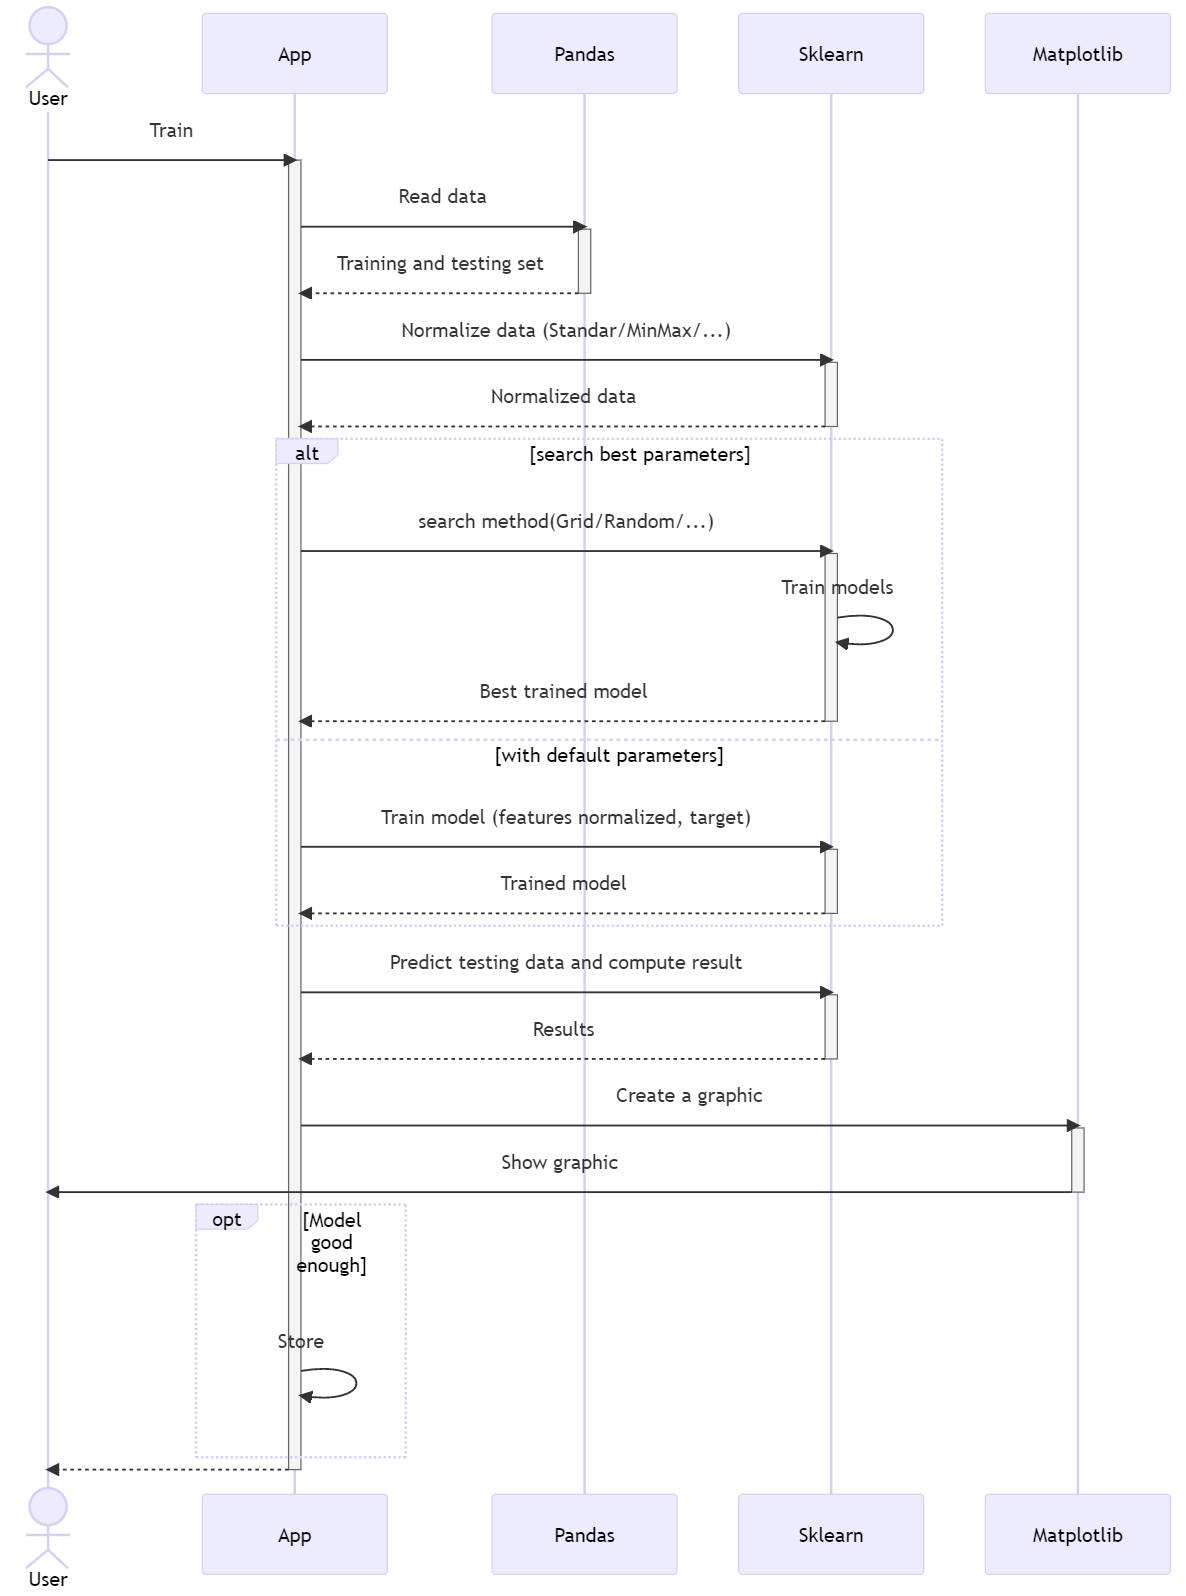 User
App
Pandas
Sklearn
Matplotlib
Train
Read data
Training and testing set
Normalize data (Standar/MinMax/...)
Normalized data
alt
[search best parameters]
search method(Grid/Random/...)
Train models
Best trained model
[with default parameters]
Train model (features normalized, target)
Trained model
Predict testing data and compute result
Results
Create a graphic
Show graphic
opt
[Model
good
enough]
Store
User
App
Pandas
Sklearn
Matplotlib